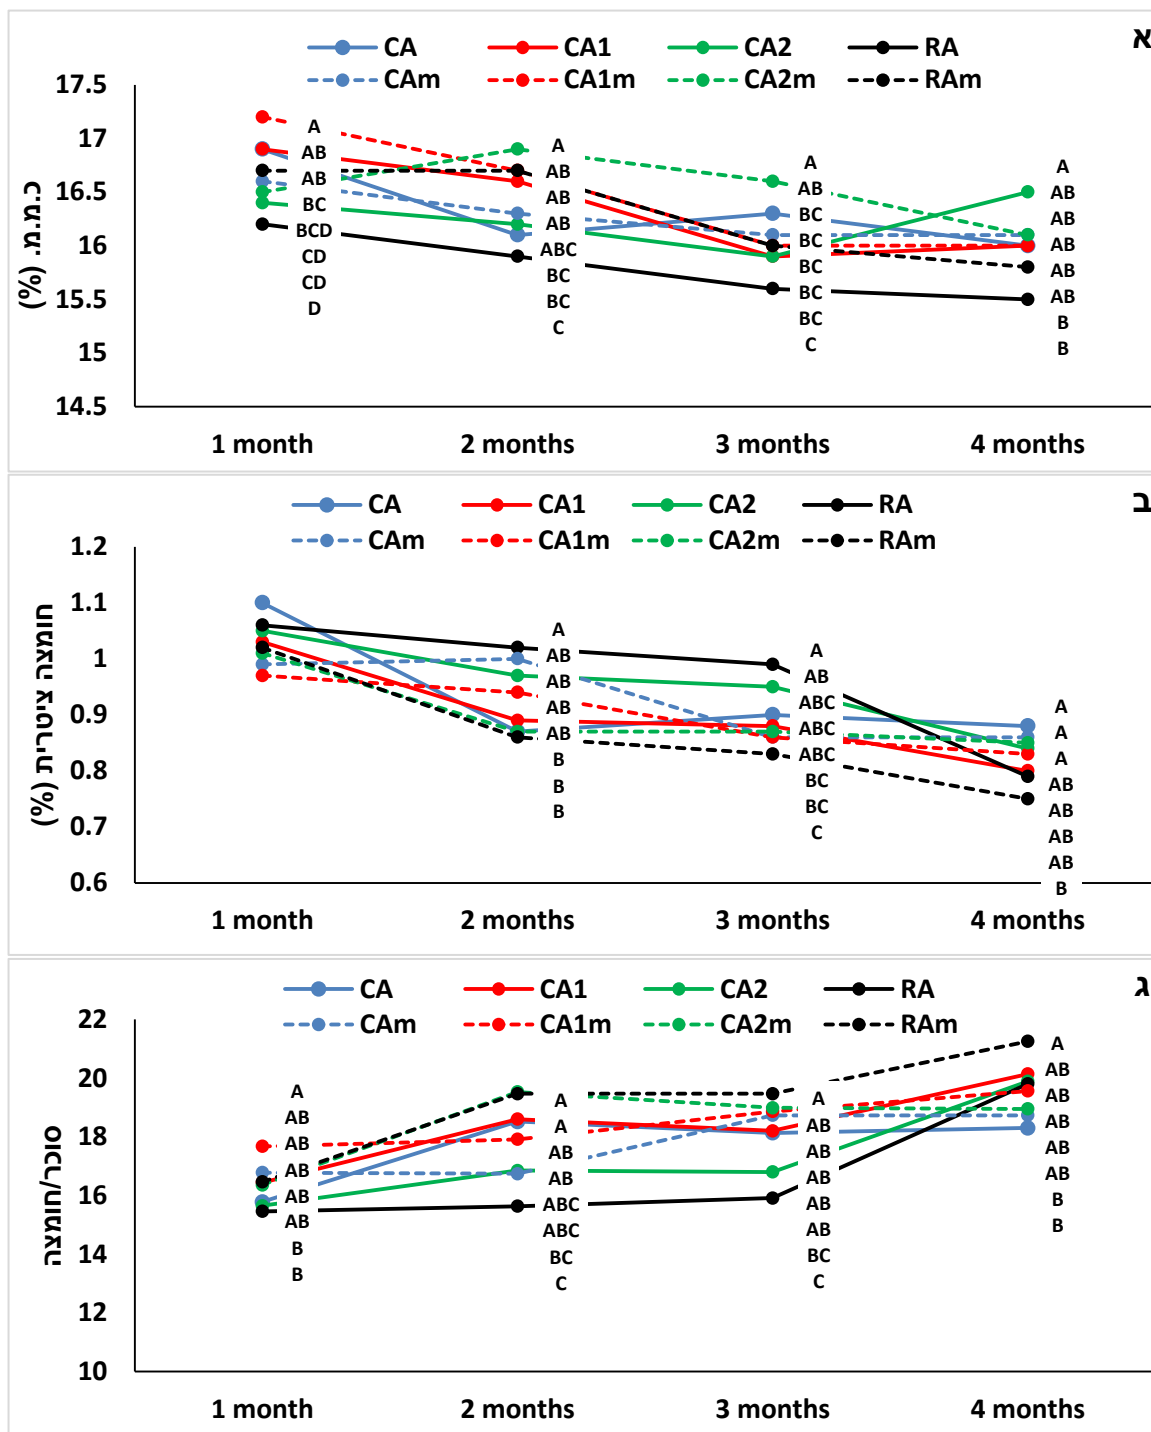 א
CA CA1 CA2 RA
CAm CA1m CA2m RAm
כ.מ.מ. (%)
17.5
17
16.5
16
15.5
15
14.5
A
AB
AB
BC
BCD
CD
CD
D
A
AB
AB
AB
ABC
BC
BC
C
A
AB
BC
BC
BC
BC
BC
C
A
AB
AB
AB
AB
AB
B
B
1 month 2 months 3 months 4 months
ב
CA CA1 CA2 RA
CAm CA1m CA2m RAm
חומצה ציטרית (%)
1.2
1.1
1
0.9
0.8
0.7
0.6
A
AB
AB
AB
AB
B
B
B
A
AB
ABC
ABC
ABC
BC
BC
C
A
A
A
AB
AB
AB
AB
B
1 month 2 months 3 months 4 months
ג
CA CA1 CA2 RA
CAm CA1m CA2m RAm
סוכר/חומצה
22
20
18
16
14
12
10
A
AB
AB
AB
AB
AB
B
B
A
A
AB
AB
ABC
ABC
BC
C
A
AB
AB
AB
AB
AB
BC
C
A
AB
AB
AB
AB
AB
B
B
1 month 2 months 3 months 4 months